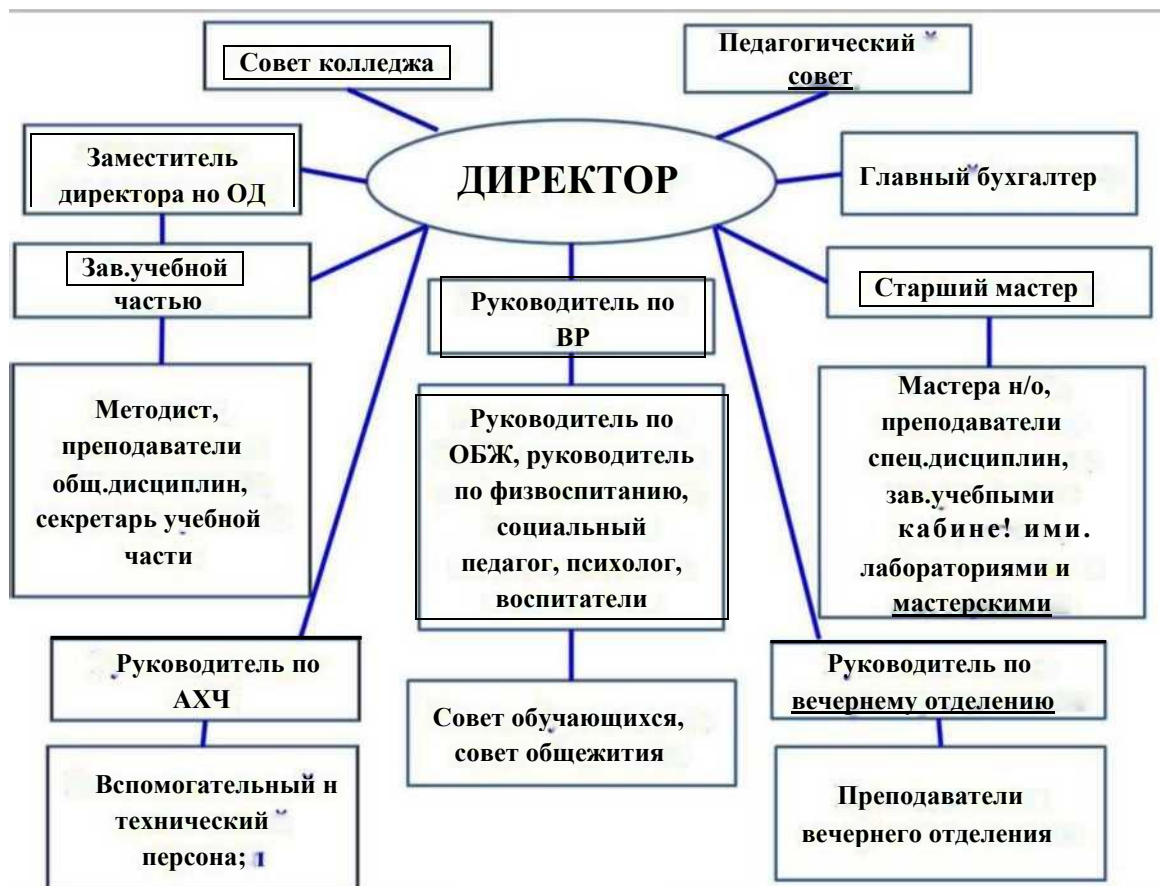 Совет колледжа
Педагогический
совет
Заместитель
директора но ОД
ДИРЕКТОР
Главный бухгалтер
Зав.учебной
частью
Руководитель по
ВР
Старший мастер
Методист,
преподаватели
общ.дисциплин,
секретарь учебной
части
Руководитель по
ОБЖ, руководитель
по физвоспитанию,
социальный
педагог, психолог,
воспитатели
Мастера н/о,
преподаватели
спец.дисциплин,
зав.учебпыми
кабине! ими.
лабораториями и
мастерскими
Руководитель по
АХЧ
Совет обучающихся,
совет общежития
Руководитель по
вечернему отделению
Вспомогательный н
технический
персона; л
Преподаватели
вечернего отделения